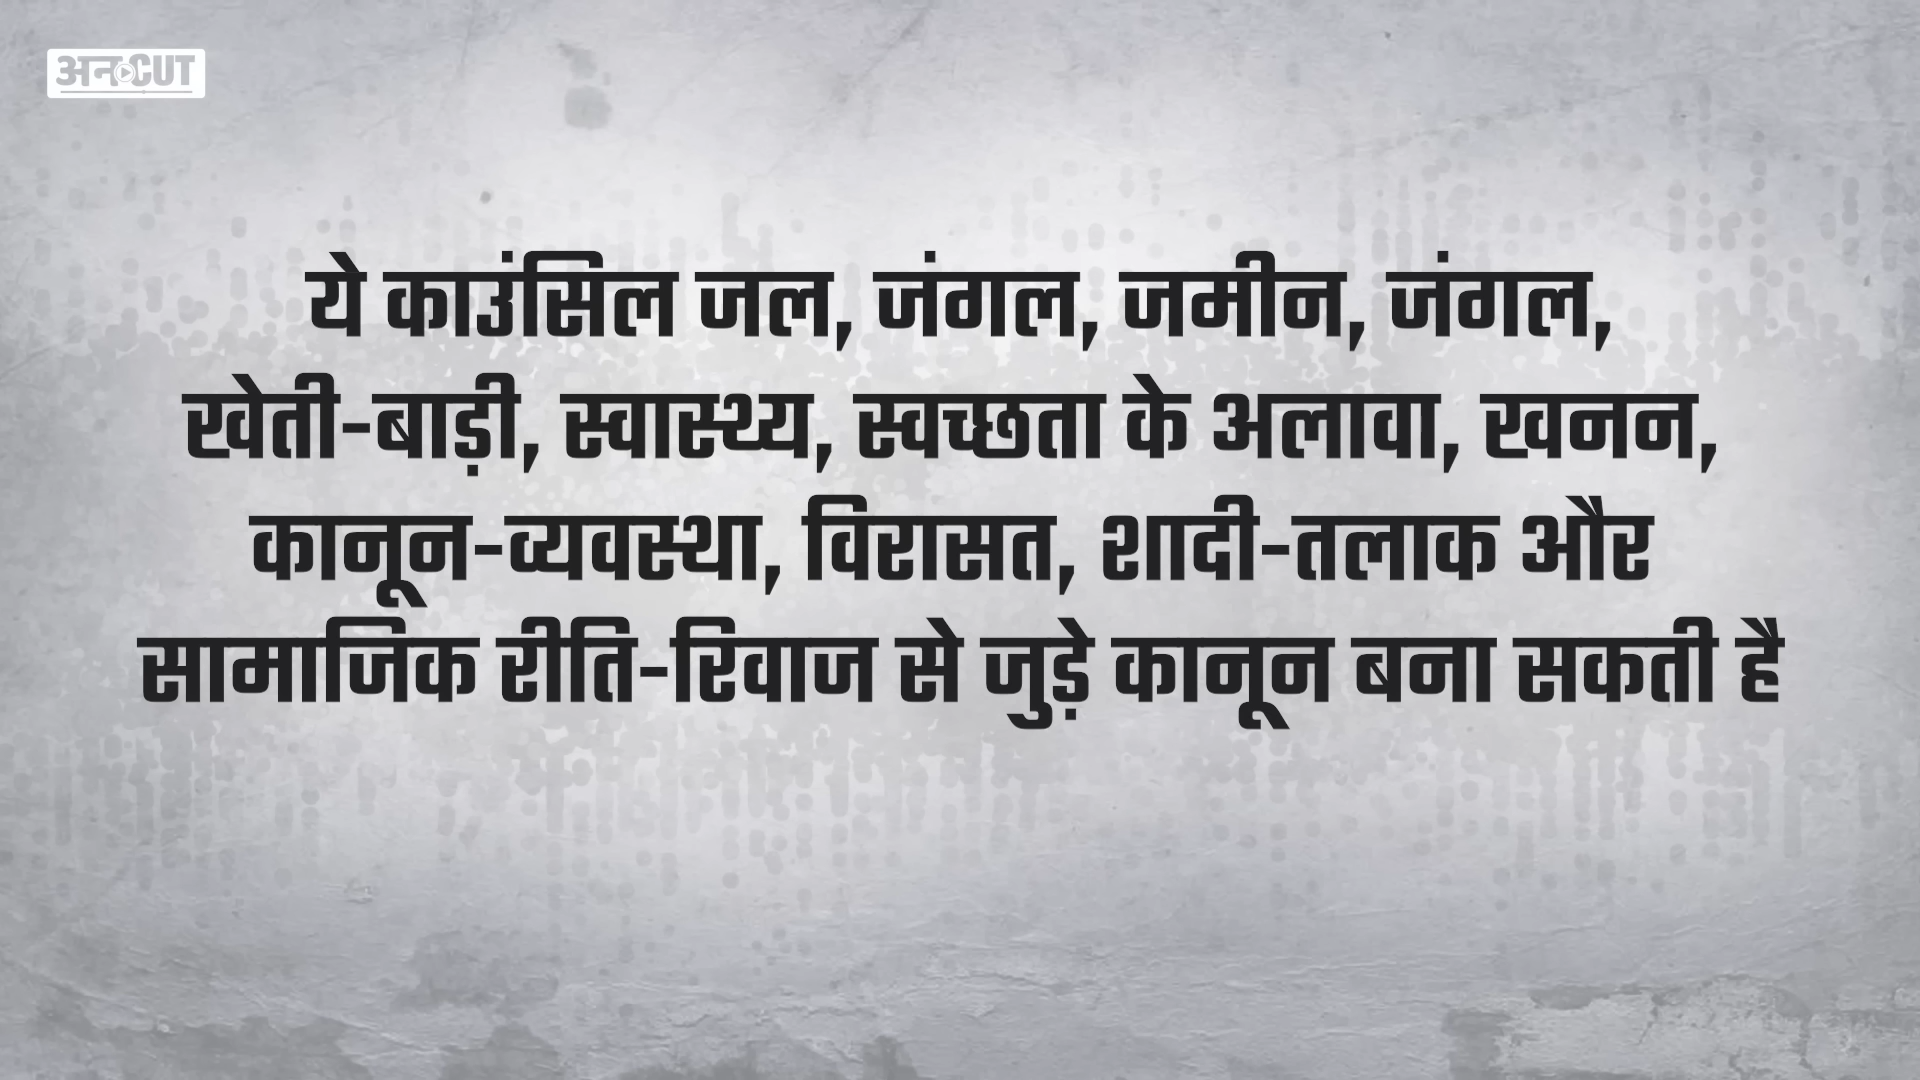 अनCUT
ये काउंसिल जल, जंगल, जमीन, जंगल,
खेती-बाड़ी, स्वास्थ्य, स्वच्छता के अलावा, खनन,
कानून-व्यवस्था, विरासत, शादी-तलाक और
सामाजिक रीति-रिवाज से जुड़े कानून बना सकती है